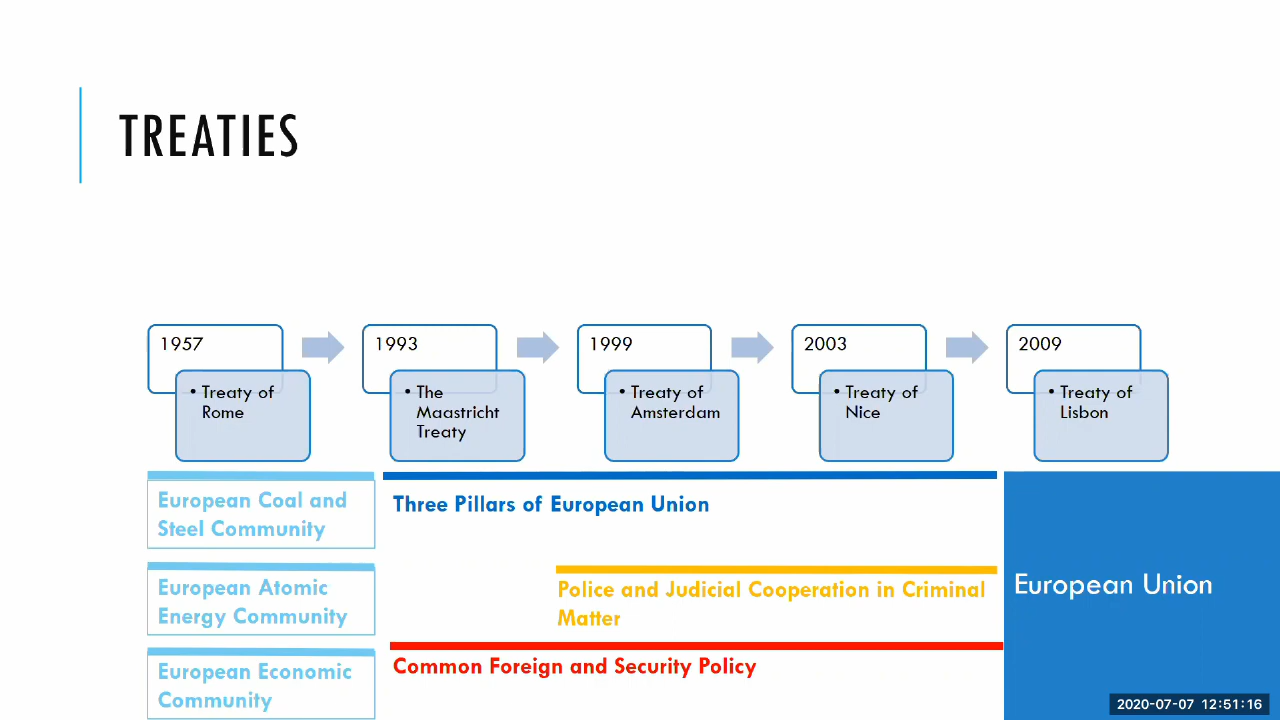 TREATIES
1957
1993
1999
2003
2009
• Treaty of
Rome
• The
Maastricht
Treaty
• Treaty of
Amsterdam
• Treaty of
Nice
• Treaty of
Lisbon
European Coal and
Steel Community
European Atomic
Energy Community
European Economic
Community
Three Pillars of European Union
Police and Judicial Cooperation in Criminal
Matter
Common Foreign and Security Policy
European Union
2020-07-07 12:51:16